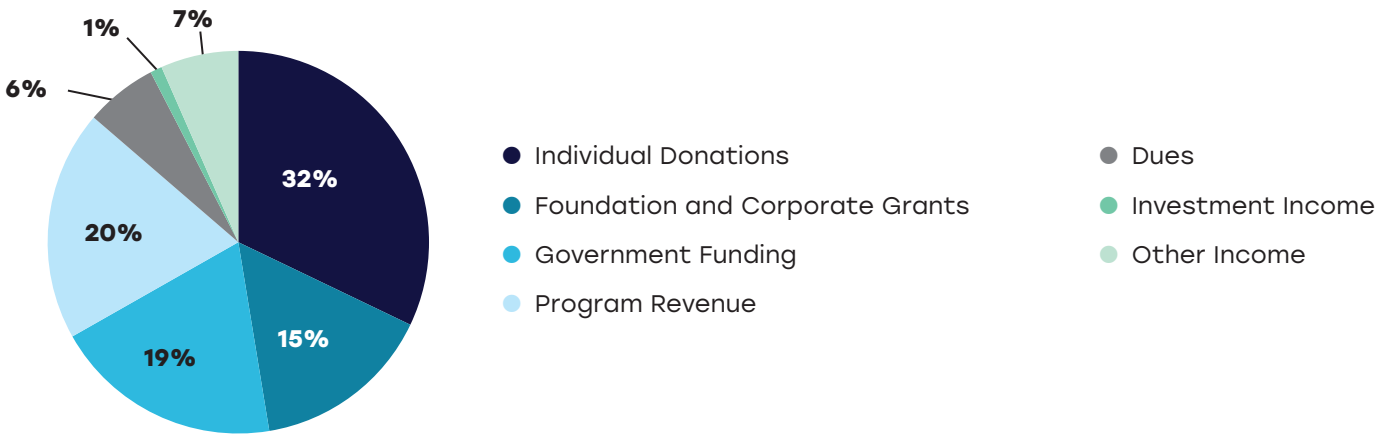 7%
1%
6%
32%
20%
15%
19%
Individual Donations
Foundation and Corporate Grants
Government Funding
Program Revenue
Dues
Investment Income
Other Income